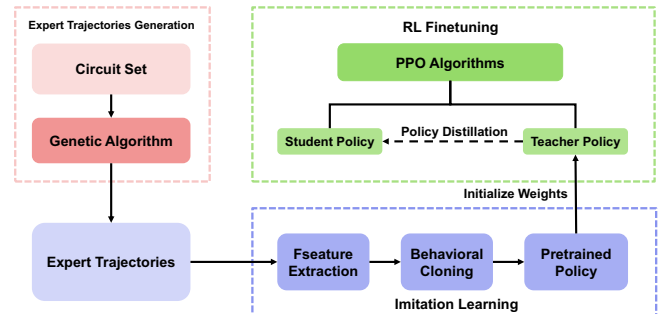 Expert Trajectories Generation
Circuit Set
Genetic Algorithm
Expert Trajectories
RL Finetuning
PPO Algorithms
Student Policy
Policy Distillation
Teacher Policy
Initialize Weights
Fseature
Extraction
Behavioral
Cloning
Pretrained
Policy
Imitation Learning